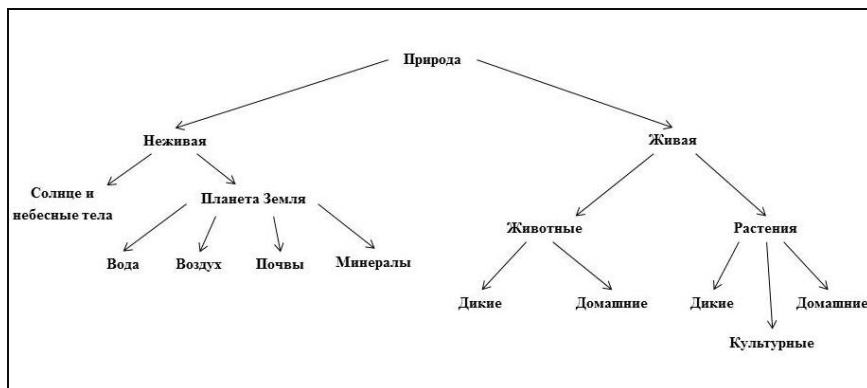 Природа
Неживая
Живая
Солнце и
небесные тела
Планета Земля
Животные
Растения
Вода
Воздух
Почвы
Минералы
Дикие
Домашние
Дикие
Домашние
Культурные